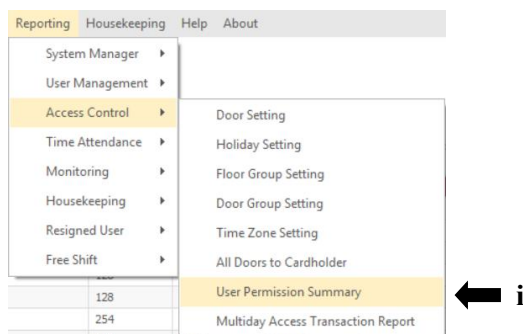 Reporting Housekeeping Help About
System Manager
User Management
Access Control
Time Attendance
Monitoring
Housekeeping
Resigned User
Free Shift
Door Setting
Holiday Setting
Floor Group Setting
Door Group Setting
Time Zone Setting
All Doors to Cardholder
User Permission Summary
Multiday Access Transaction Report
i
128
254